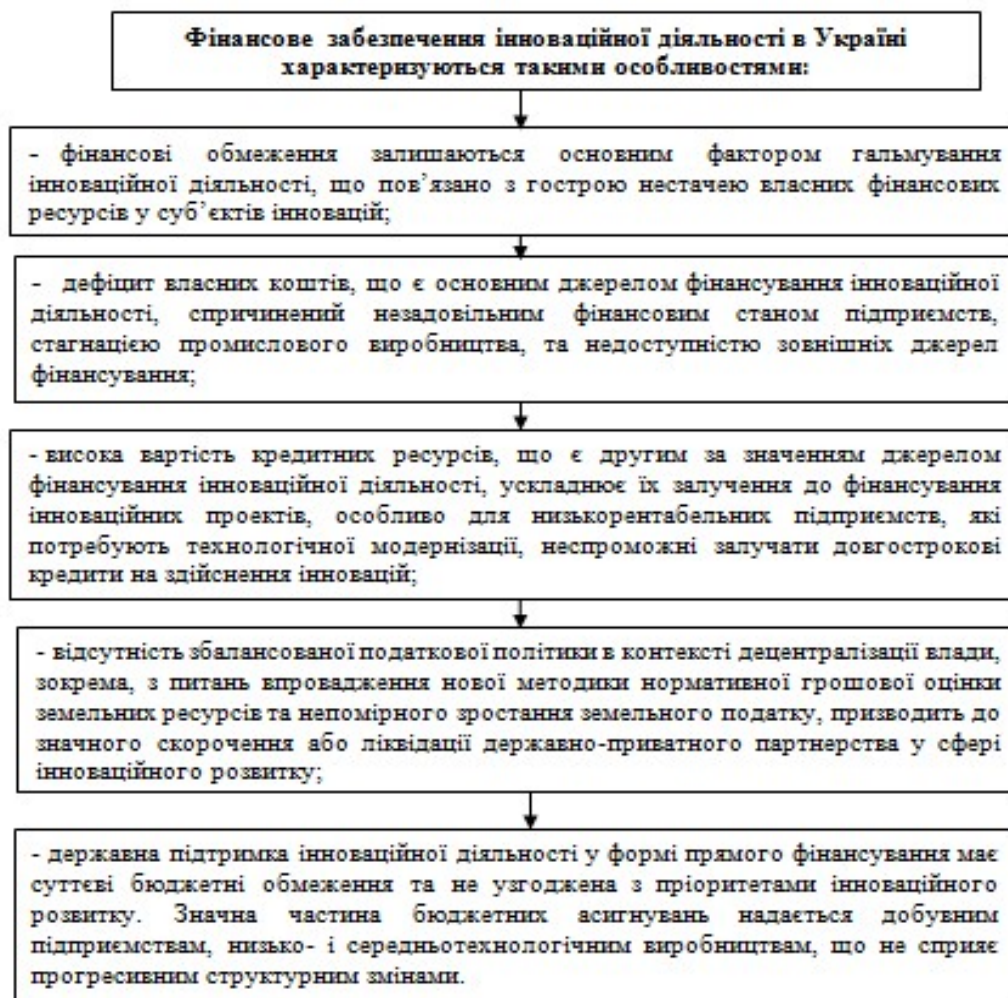 Фінансове забезпечення інноваційної діяльності в Україні
характеризуються такими особливостями:
- фінансові обмеження залишаються основним фактором гальмування
інноваційної діяльності, що пов’язано з гострою нестачею власних фінансових
ресурсів у суб’єктів інновацій;
- дефіцит власних коштів, що є основним джерелом фінансування інноваційної
діяльності, спричинений незадовільним фінансовим станом підприємств,
стагнацією промислового виробництва, та недоступністю зовнішніх джерел
фінансування;
- висока вартість кредитних ресурсів, що є другим за значенням джерелом
фінансування інноваційної діяльності, ускладнює їх залучення до фінансування
інноваційних проектів, особливо для низькорентабельних підприємств, які
потребують технологічної модернізації, неспроможні залучати довгострокові
кредити на здійснення інновацій;
- відсутність збалансованої податкової політики в контексті децентралізації влади,
зокрема, з питань впровадження нової методики нормативної грошової оцінки
земельних ресурсів та непомірного зростання земельного податку, призводить до
значного скорочення або ліквідації державно-приватного партнерства у сфері
інноваційного розвитку;
- державна підтримка інноваційної діяльності у формі прямого фінансування має
суттєві бюджетні обмеження та не узгоджена з пріоритетами інноваційного
розвитку. Значна частина бюджетних асигнувань надається добувним
підприємствам, низько- і середньотехнологічним виробництвам, що не сприяє
прогресивним структурним змінами.